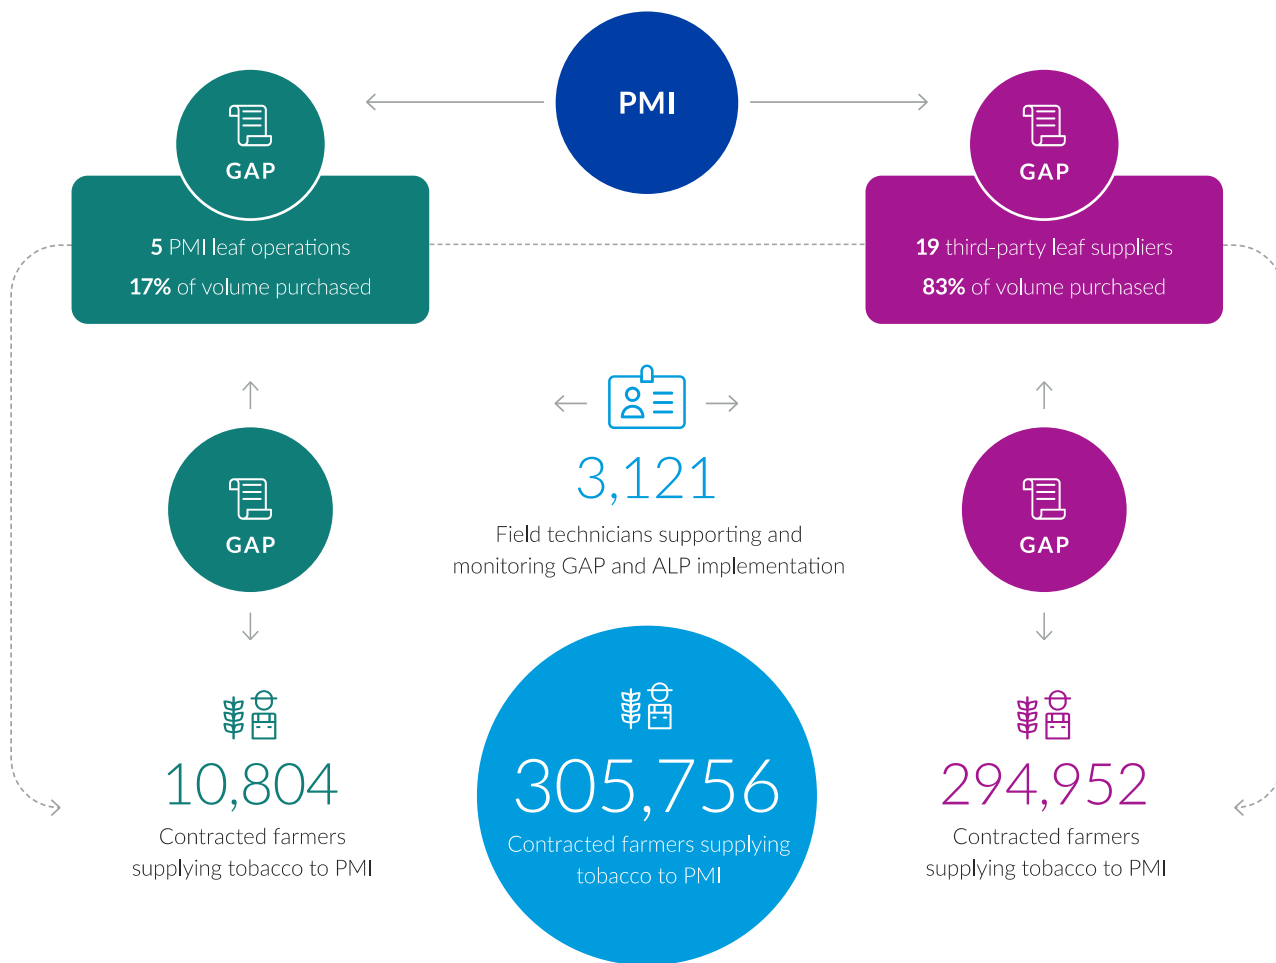 PMI
GAP
5 PMI leaf operations
17% of volume purchased
GAP
19 third-party leaf suppliers
83% of volume purchased
GAP
3,121
Field technicians supporting and
monitoring GAP and ALP implementation
GAP
10,804
Contracted farmers
supplying tobacco to PMI
305,756
Contracted farmers supplying
tobacco to PMI
294,952
Contracted farmers
supplying tobacco to PMI